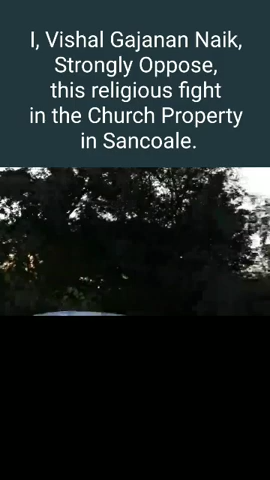 I, Vishal Gajanan Naik,
Strongly Oppose,
this religious fight
in the Church Property
in Sancoale.